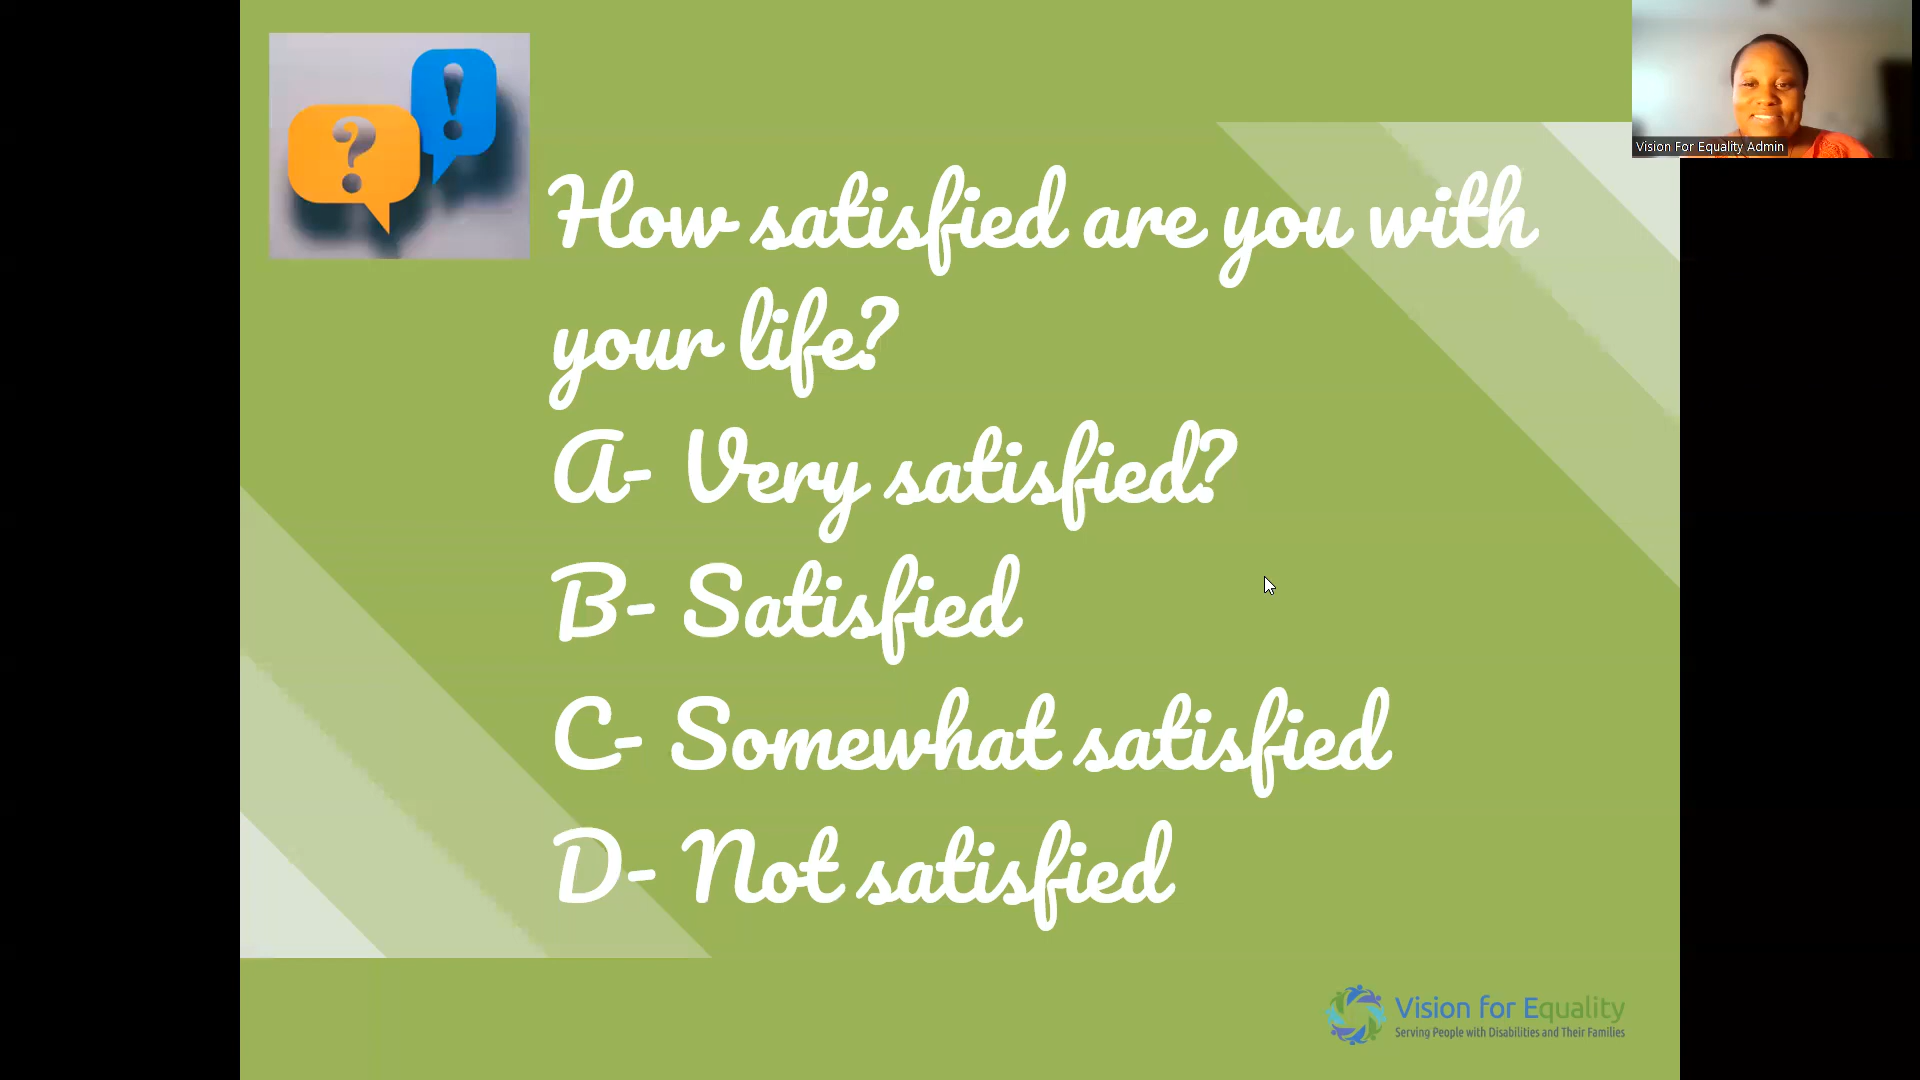 ? !
Vision For Equality Admin
How satisfied are you with
your life?
A- Very satisfied?
B- Satisfied
C- Somewhat satisfied
D- Not satisfied
Vision for Equality
Serving People with Disabilities and Their Families